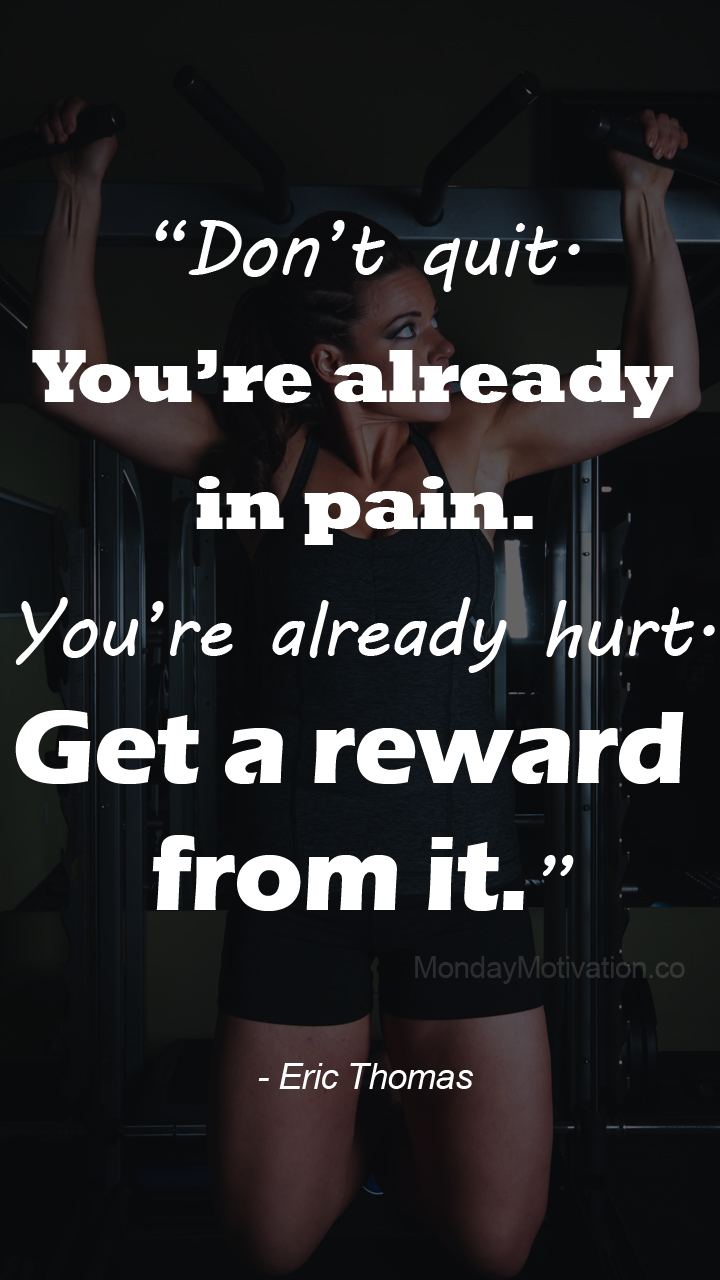 “Don’t quit.
You’re already
in pain.
You’re already hurt.
Get a reward
from it.”
MondayMotivation.co
- Eric Thomas